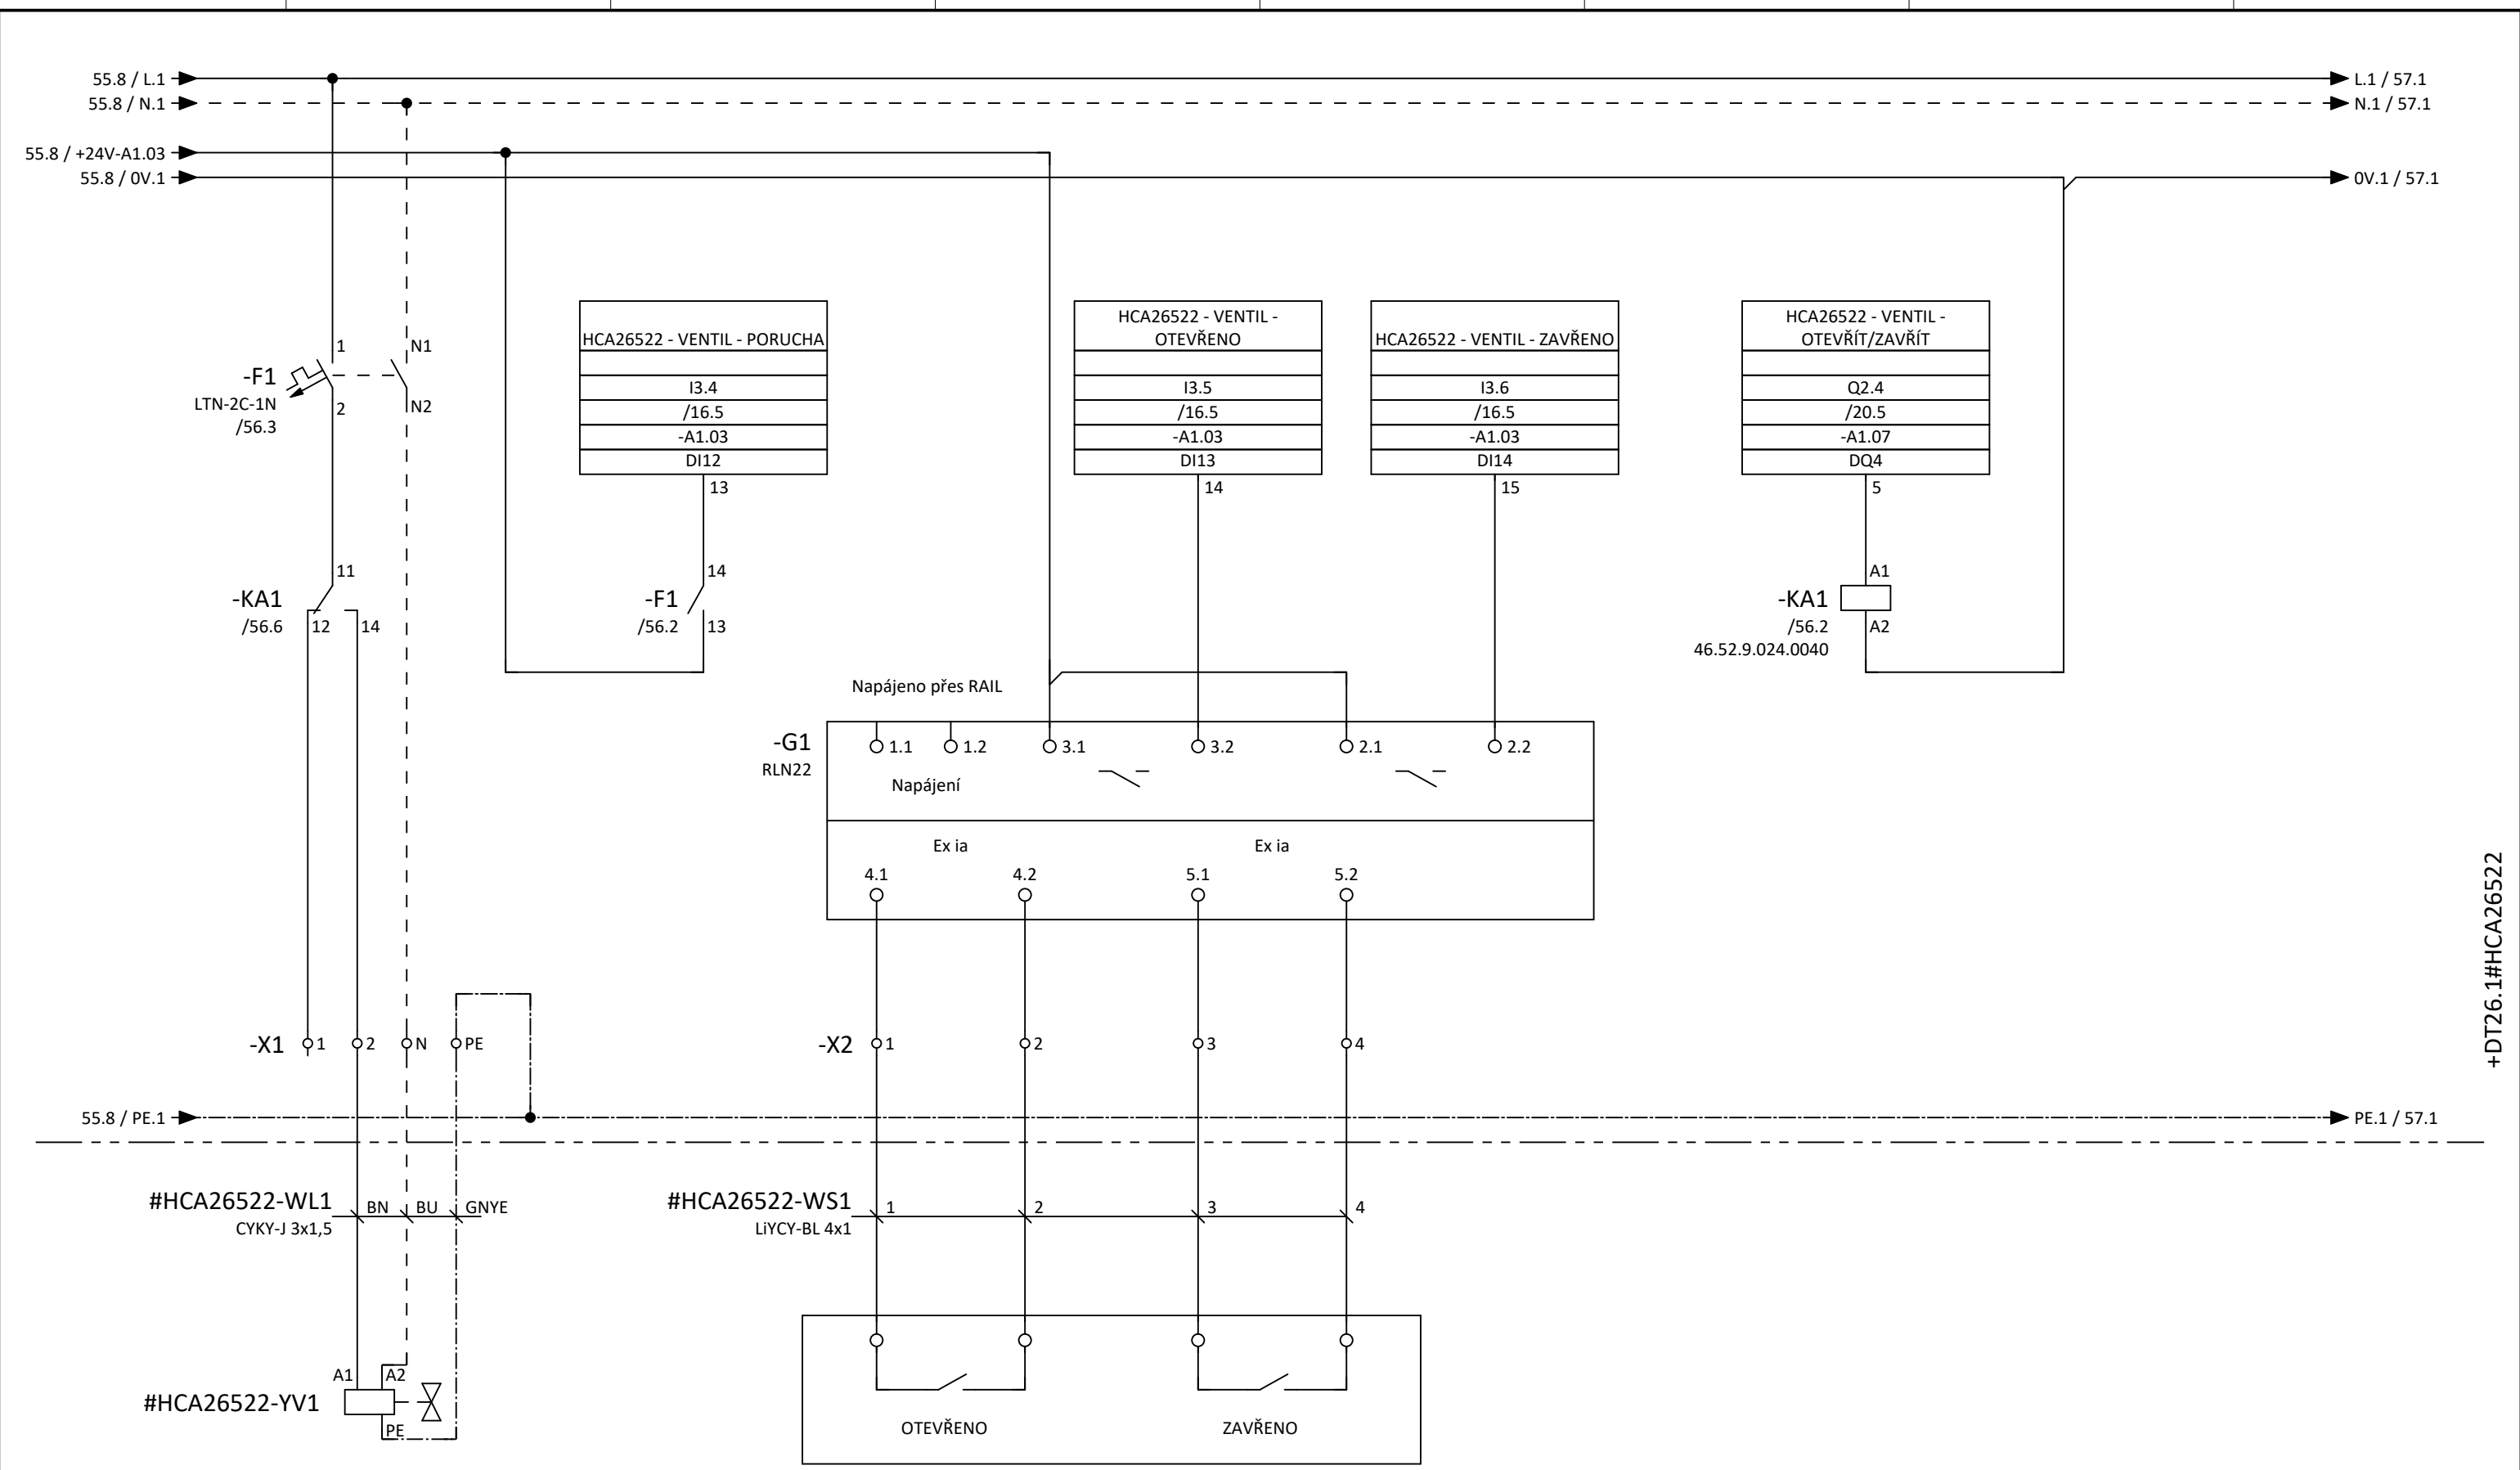 55.8 / L.1
L.1 / 57.1
55.8 / N.1
N.1 / 57.1
55.8 / +24V-A1.03
55.8 / 0V.1
0V.1 / 57.1
HCA26522 - VENTIL - PORUCHA
I3.4
/16.5
-A1.03
DI12
13
HCA26522 - VENTIL -
OTEVŘENO
I3.5
/16.5
-A1.03
DI13
14
HCA26522 - VENTIL - ZAVŘENO
I3.6
/16.5
-A1.03
DI14
15
HCA26522 - VENTIL -
OTEVŘÍT/ZAVŘÍT
Q2.4
/20.5
-A1.07
DQ4
5
1
N1
-F1
LTN-2C-1N
/56.3
2
N2
11
-KA1
/56.6
12
14
14
-F1
/56.2
13
A1
-KA1
/56.2
A2
46.52.9.024.0040
Napájeno přes RAIL
-G1
RLN22
1.1
1.2
3.1
3.2
2.1
2.2
Napájení
Ex ia
Ex ia
4.1
4.2
5.1
5.2
-X1
1
2
N
PE
-X2
1
2
3
4
+DT26.1#HCA26522
55.8 / PE.1
PE.1 / 57.1
#HCA26522-WL1
CYKY-J 3x1,5
BN
BU
GNYE
#HCA26522-WS1
LiYCY-BL 4x1
1
2
3
4
A1
A2
#HCA26522-YV1
PE
OTEVŘENO
ZAVŘENO